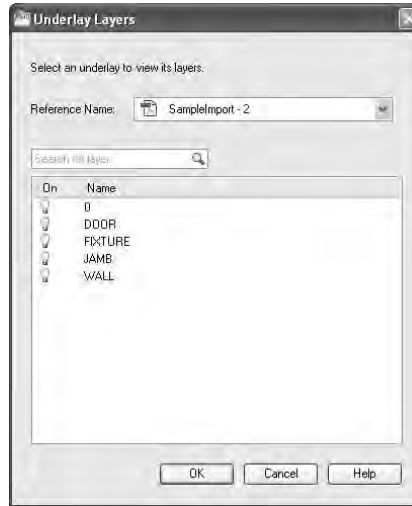 Underlay Layers
Select an underlay to view its layers.
Reference Name: SampleImport - 2
Search for layer
On Name
0
DOOR
FIXTURE
JAMB
WALL
OK Cancel Help